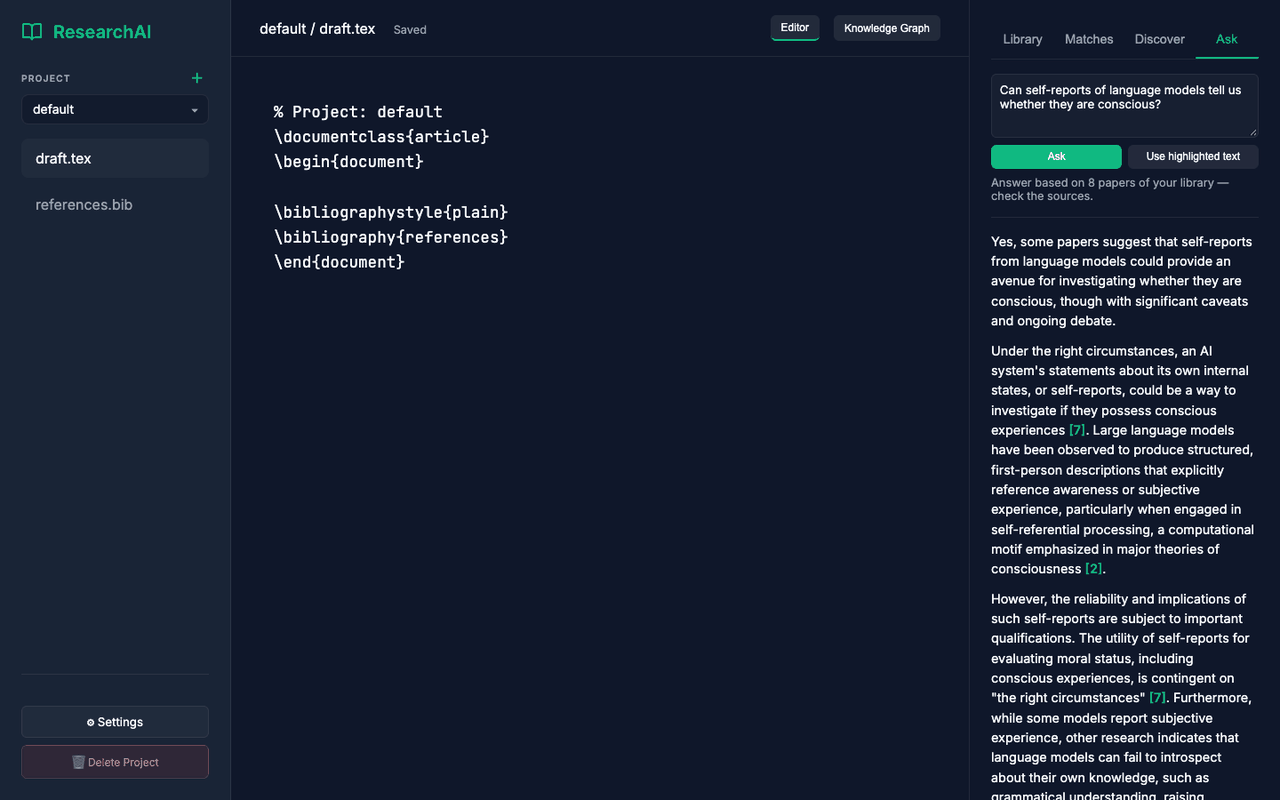 ResearchAI
PROJECT
+
default
draft.tex
references.bib
Settings
Delete Project
default / draft.tex
Saved
Editor
Knowledge Graph
% Project: default
\documentclass{article}
\begin{document}
\bibliographystyle{plain}
\bibliography{references}
\end{document}
Library
Matches
Discover
Ask
Can self-reports of language models tell us
whether they are conscious?
Ask
Use highlighted text
Answer based on 8 papers of your library —
check the sources.
Yes, some papers suggest that self-reports
from language models could provide an
avenue for investigating whether they are
conscious, though with significant caveats
and ongoing debate.
Under the right circumstances, an AI
system's statements about its own internal
states, or self-reports, could be a way to
investigate if they possess conscious
experiences [7]. Large language models
have been observed to produce structured,
first-person descriptions that explicitly
reference awareness or subjective
experience, particularly when engaged in
self-referential processing, a computational
motif emphasized in major theories of
consciousness [2].
However, the reliability and implications of
such self-reports are subject to important
qualifications. The utility of self-reports for
evaluating moral status, including
conscious experiences, is contingent on
"the right circumstances" [7]. Furthermore,
while some models report subjective
experience, other research indicates that
language models can fail to introspect
about their own knowledge, such as
grammatical understanding, raising